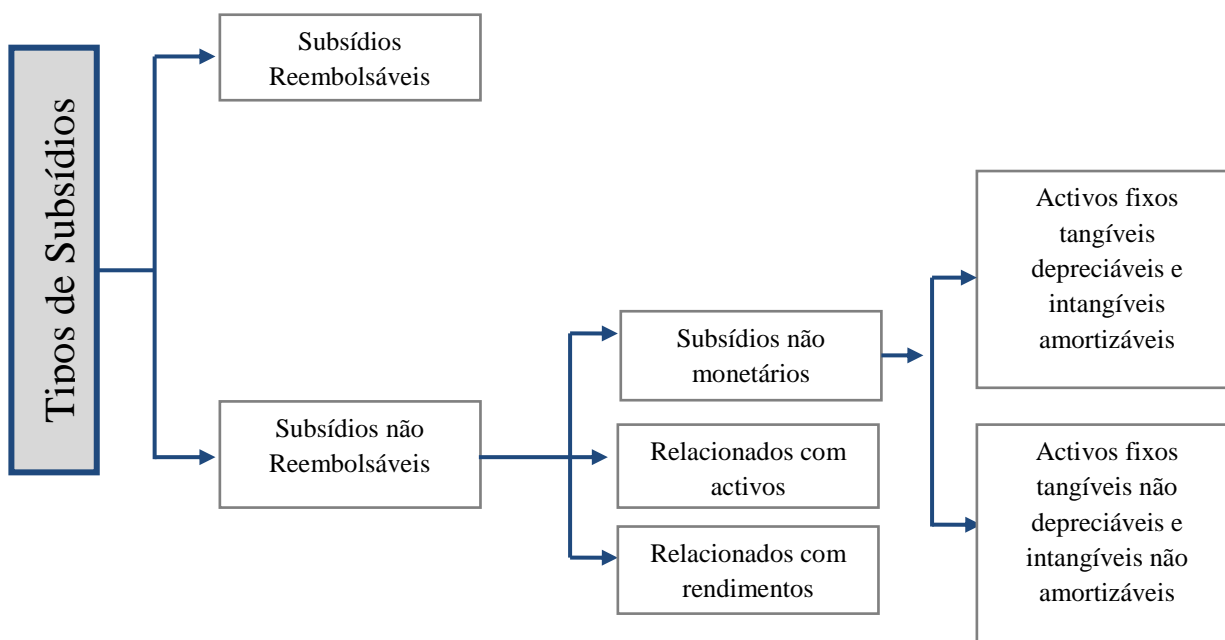 Tipos de Subsídios
Subsídios
Reembolsáveis
Subsídios não
Reembolsáveis
Subsídios não
monetários
Relacionados com
activos
Relacionados com
rendimentos
Activos fixos
tangíveis
depreciáveis e
intangíveis
amortizáveis
Activos fixos
tangíveis não
depreciáveis e
intangíveis não
amortizáveis